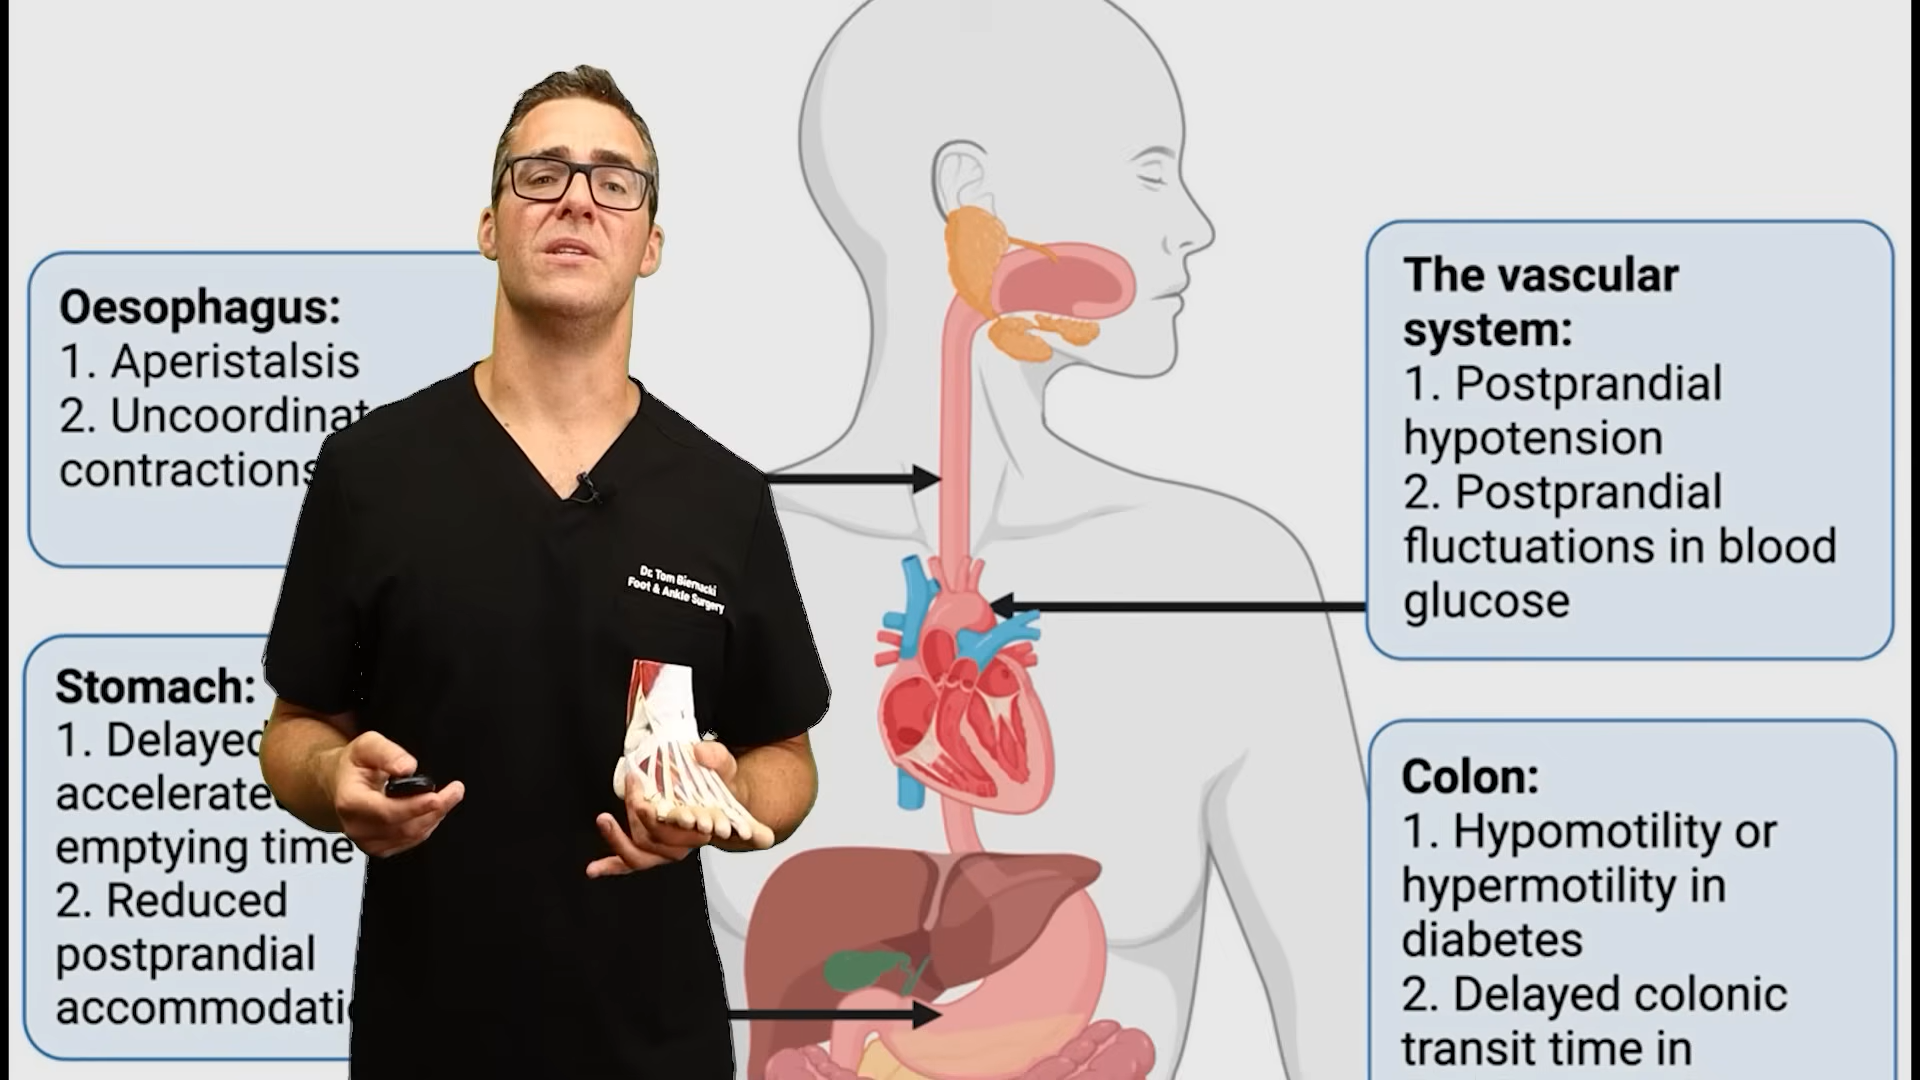 Oesophagus:
1. Aperistalsis
2. Uncoordinat
contractions
Stomach:
1. Delayed
accelerated
emptying time
2. Reduced
postprandial
accommodatio
Dr. Tom Biernacki
Foot & Ankle Surgery
The vascular
system:
1. Postprandial
hypotension
2. Postprandial
fluctuations in blood
glucose
Colon:
1. Hypomotility or
hypermotility in
diabetes
2. Delayed colonic
transit time in